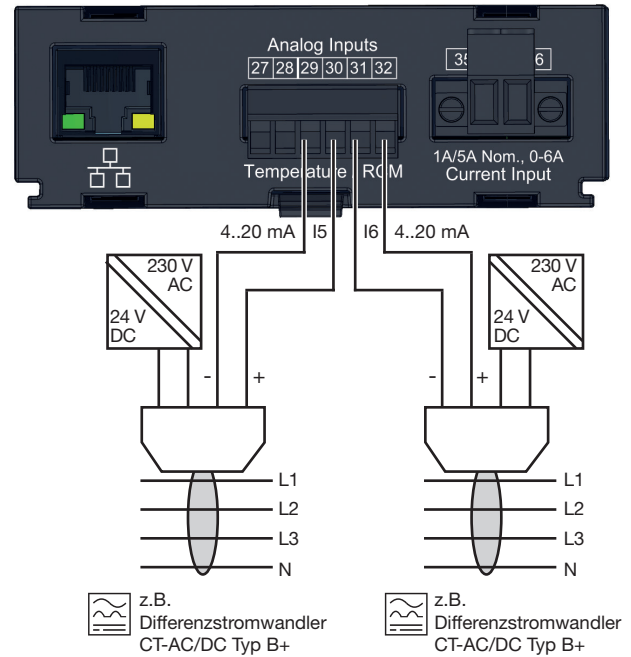 Analog Inputs
27 28 29 30 31 32
35 6
Temperature RCM
1A/5A Nom., 0-6A
Current Input
4..20 mA I5 I6 4..20 mA
230 V
AC
24 V
DC
230 V
AC
24 V
DC
- +
- +
L1
L2
L3
N
L1
L2
L3
N
z.B.
Differenzstromwandler
CT-AC/DC Typ B+
z.B.
Differenzstromwandler
CT-AC/DC Typ B+